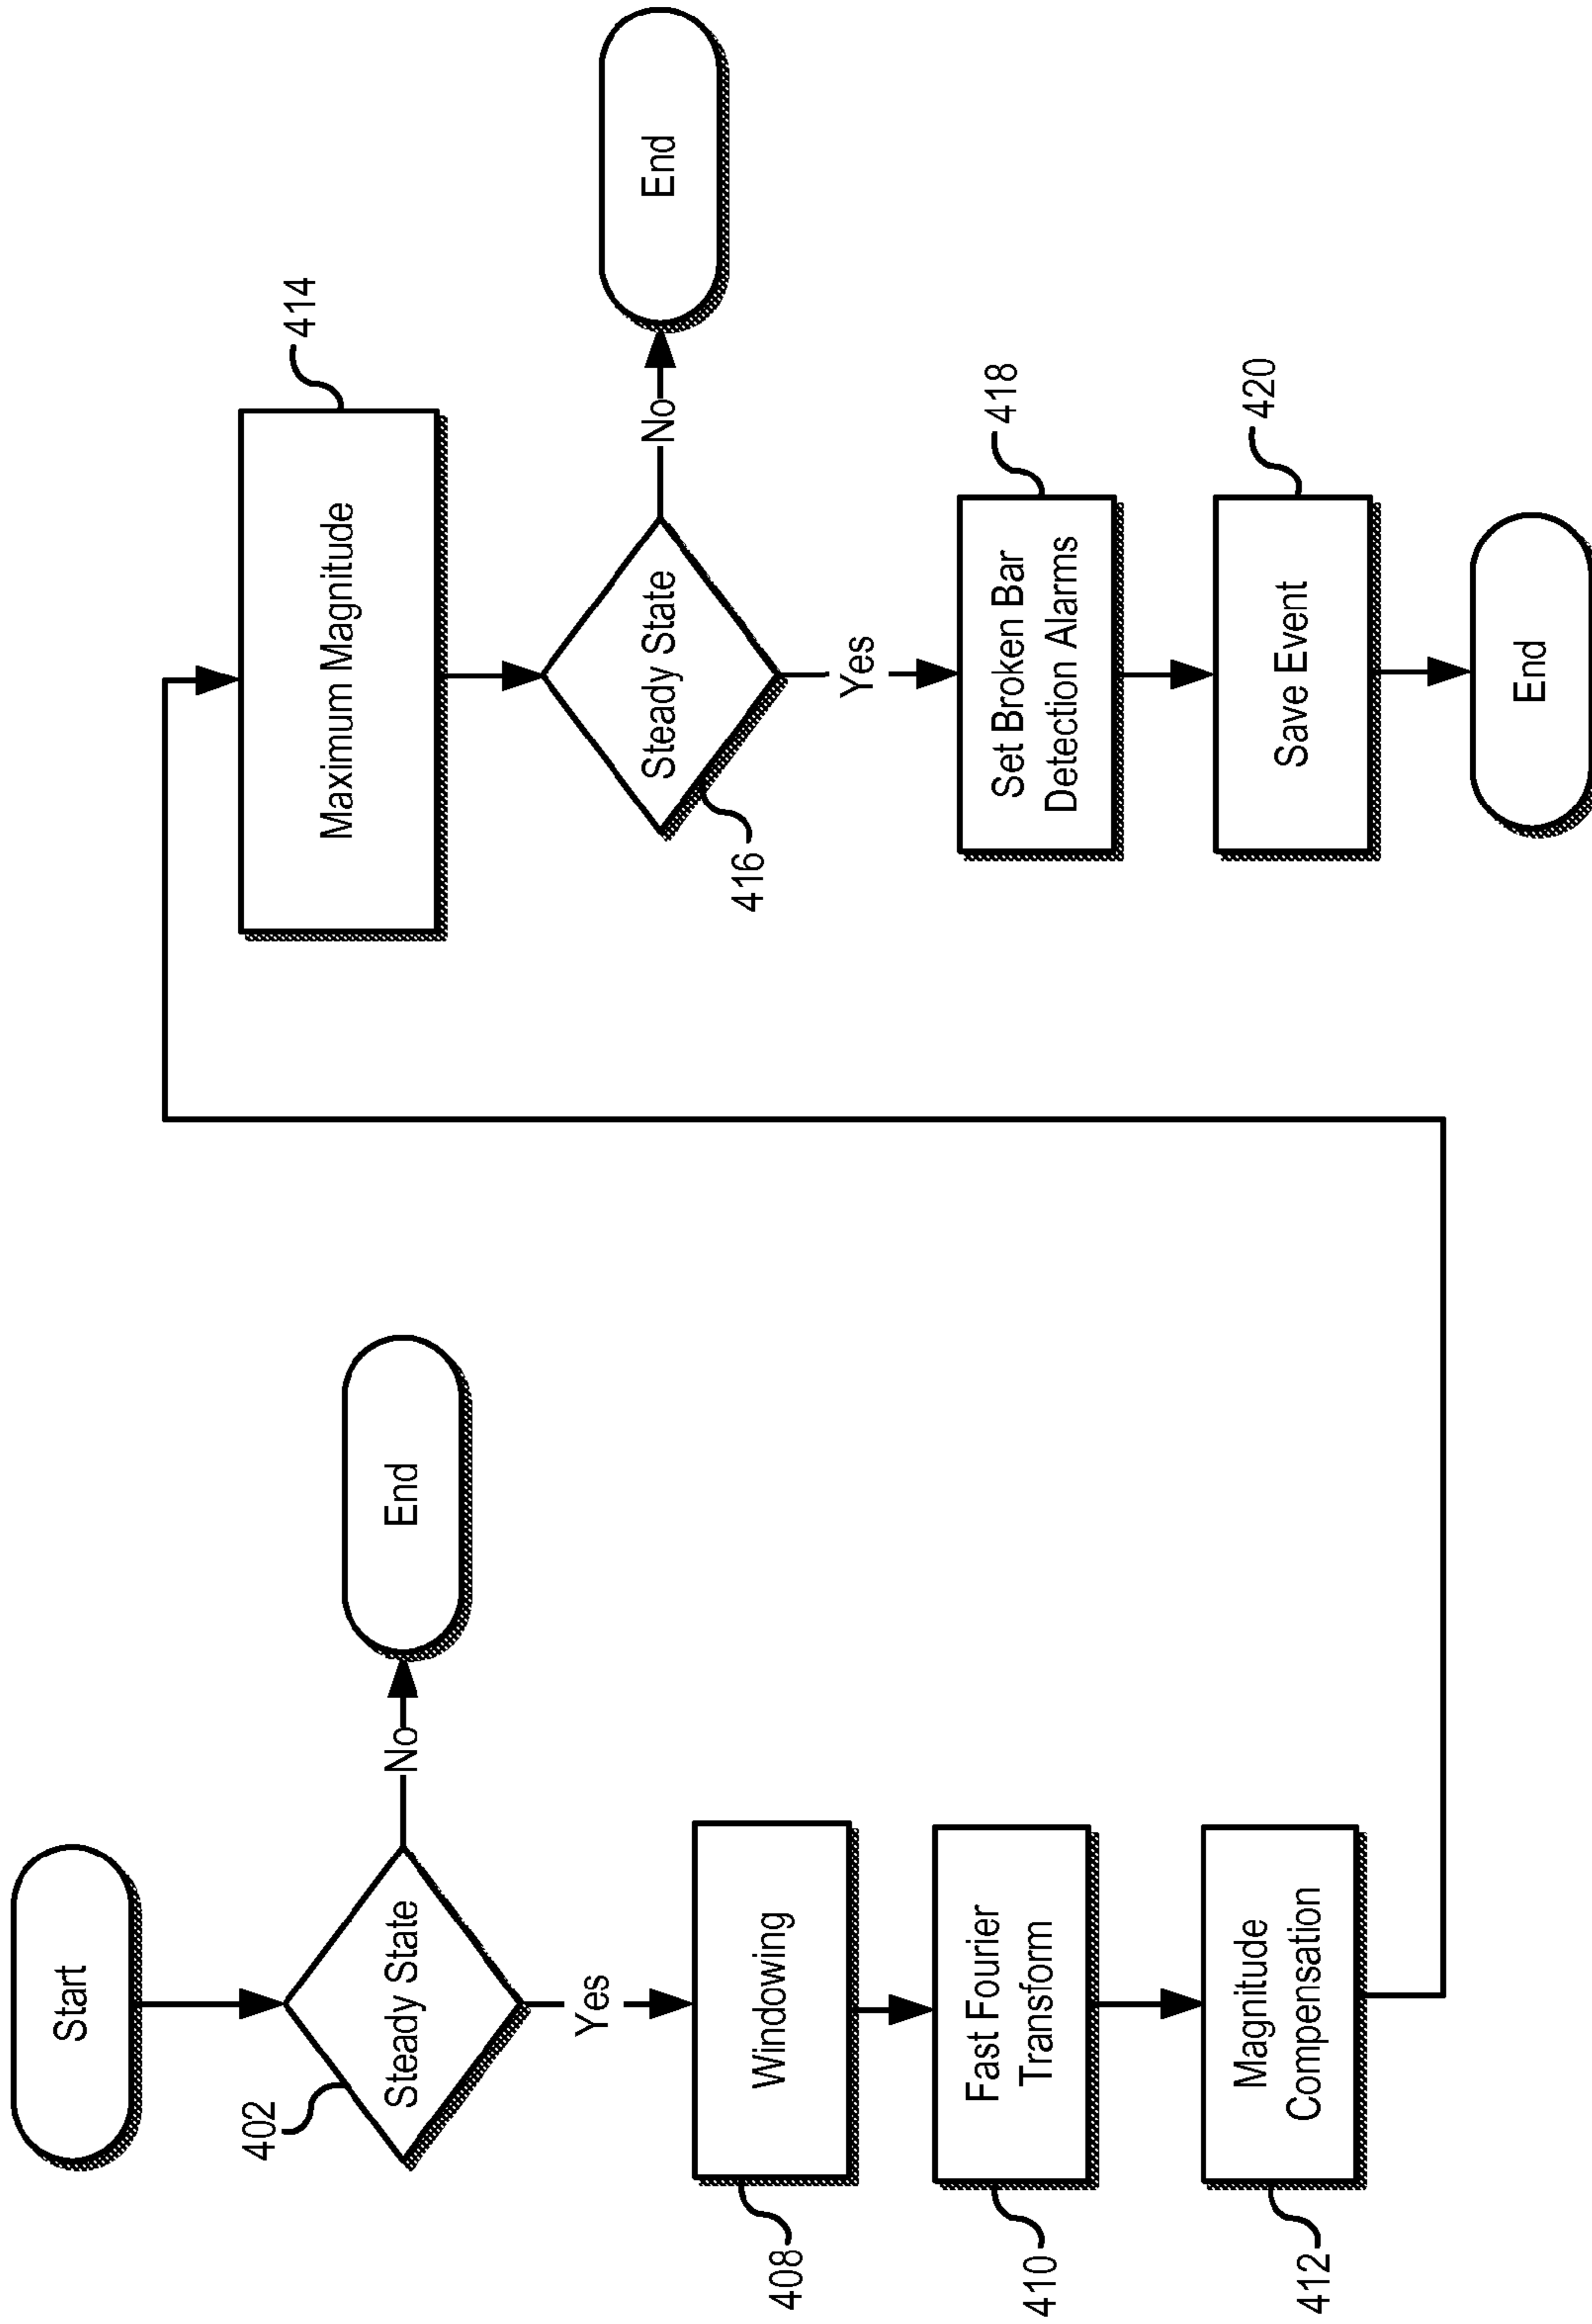 Start
402
Steady State
No
End
Yes
Windowing
408
Fast Fourier
Transform
410
Magnitude
Compensation
412
Maximum Magnitude
414
Steady State
416
No
End
Yes
Set Broken Bar
Detection Alarms
418
Save Event
420
End